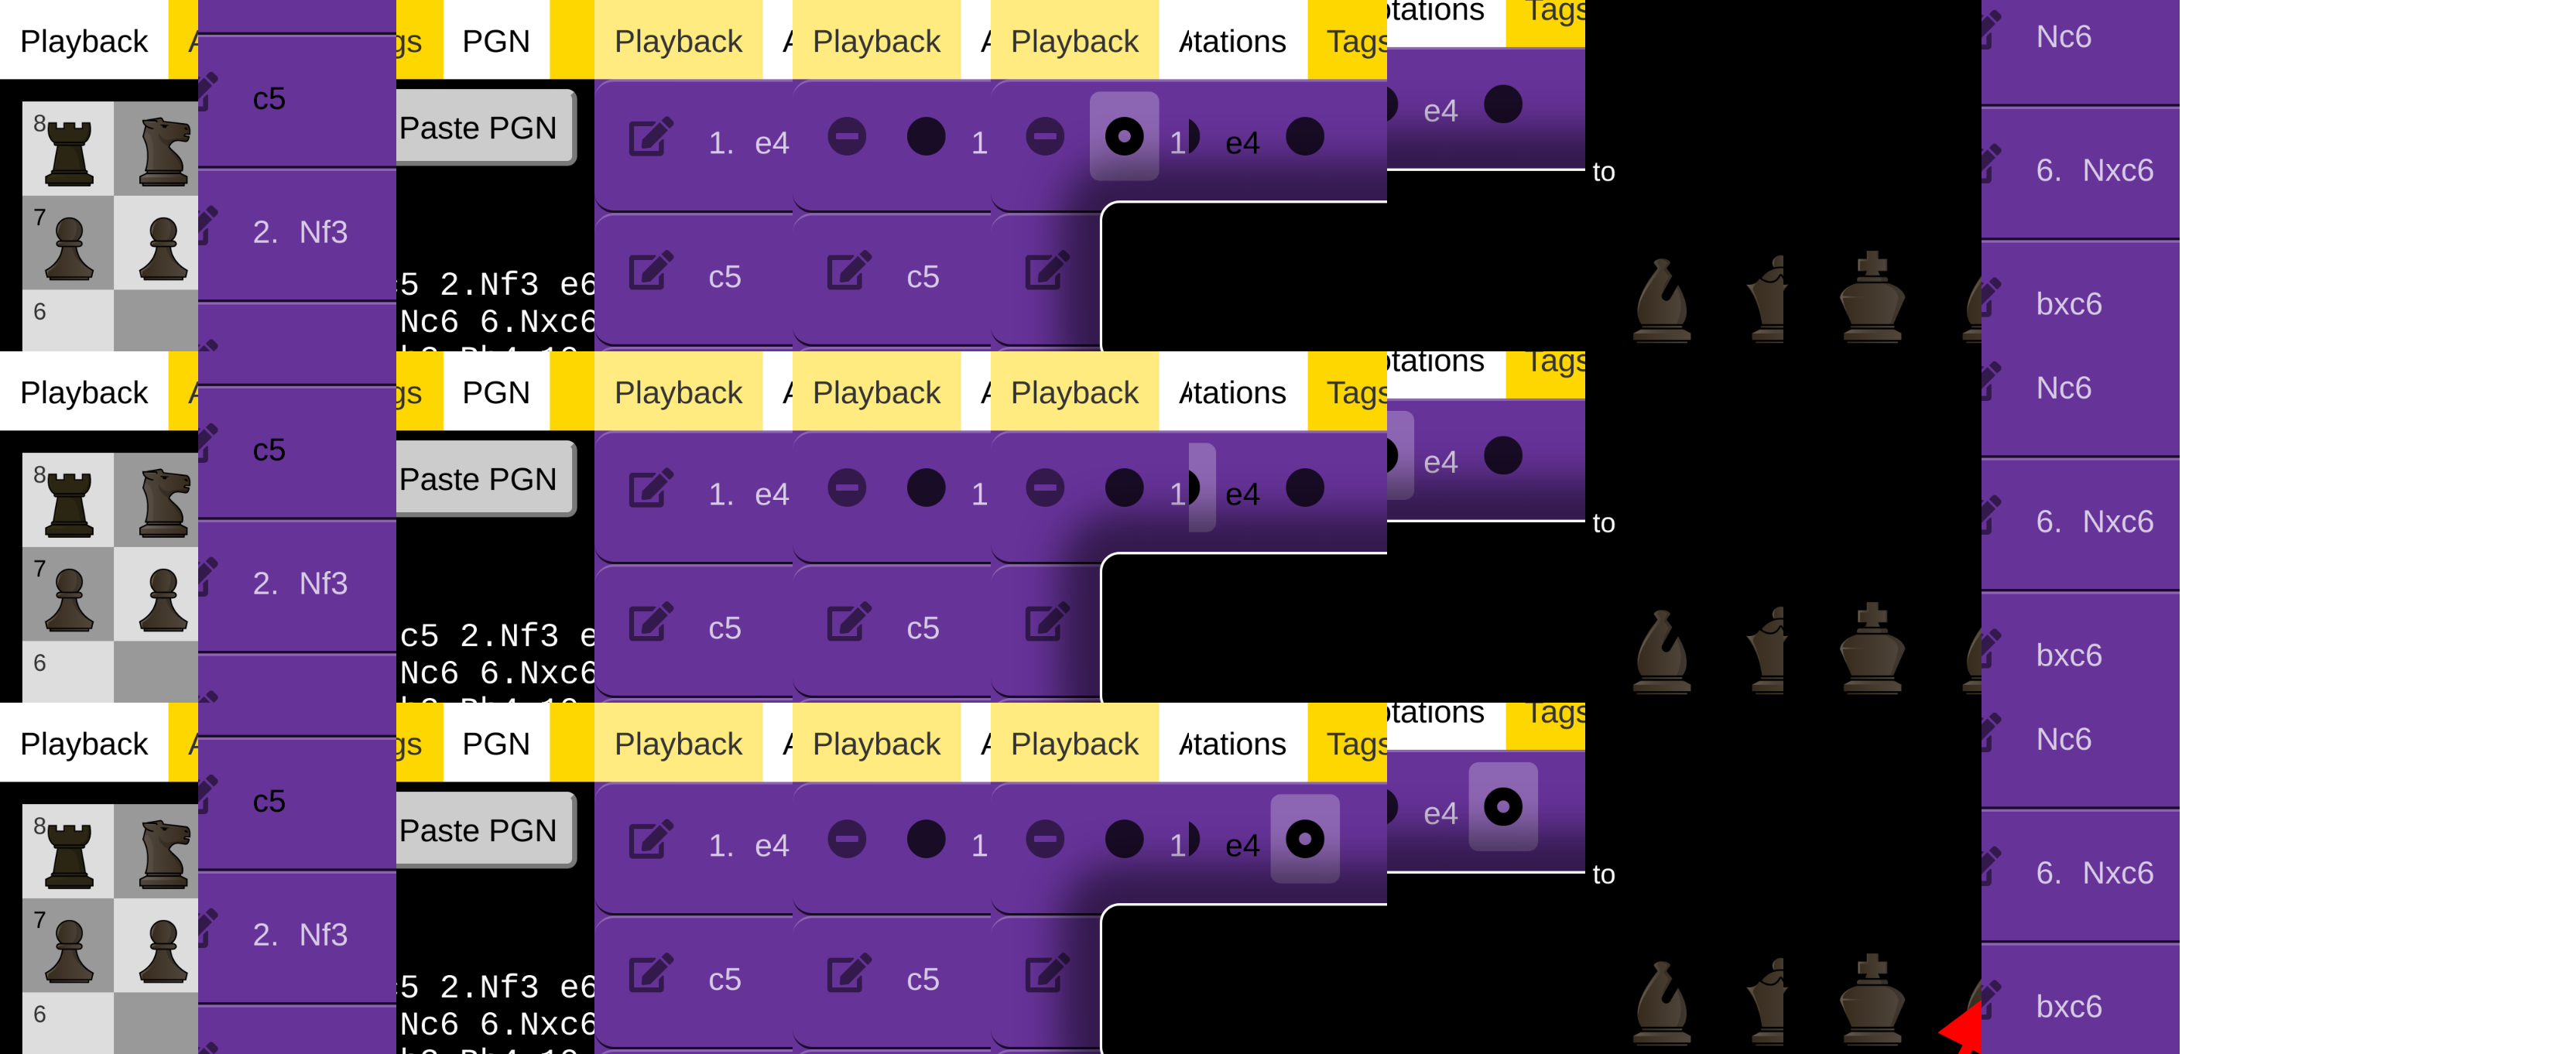 tations Tags
Playback gs PGN Playback Playback Playback tations Tags Nc6
c5
Paste PGN 1. e4 1 1 e4 e4
to 6. Nxc6
2. Nf3
5 2.Nf3 e6 c5 c5
8
7
6
Nc6 6.Nxc6 bxc6
tations Tags
Playback gs PGN Playback Playback Playback tations Tags Nc6
c5
Paste PGN 1. e4 1 1 e4 e4
to 6. Nxc6
2. Nf3
c5 2.Nf3 e c5 c5
8
7
6
Nc6 6.Nxc6 bxc6
tations Tags
Playback gs PGN Playback Playback Playback tations Tags Nc6
c5
Paste PGN 1. e4 1 1 e4 e4
to 6. Nxc6
2. Nf3
5 2.Nf3 e6 c5 c5
8
7
6
Nc6 6.Nxc6 bxc6